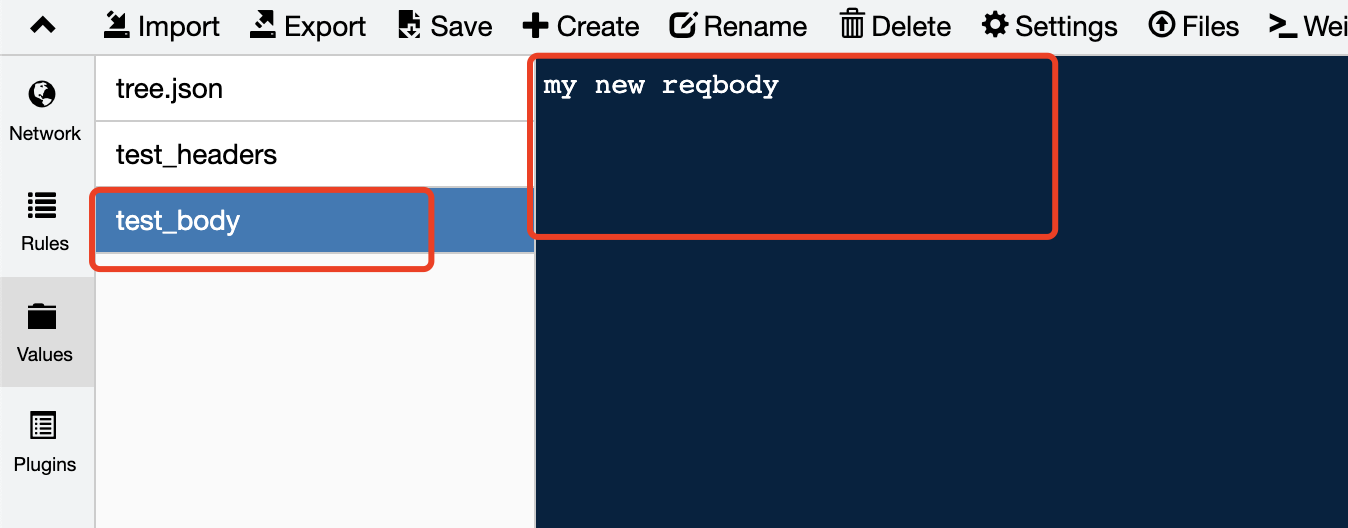 Import Export Save Create Rename Delete Settings Files Wei
Network
Rules
Values
Plugins
tree.json
test_headers
test_body
my new reqbody